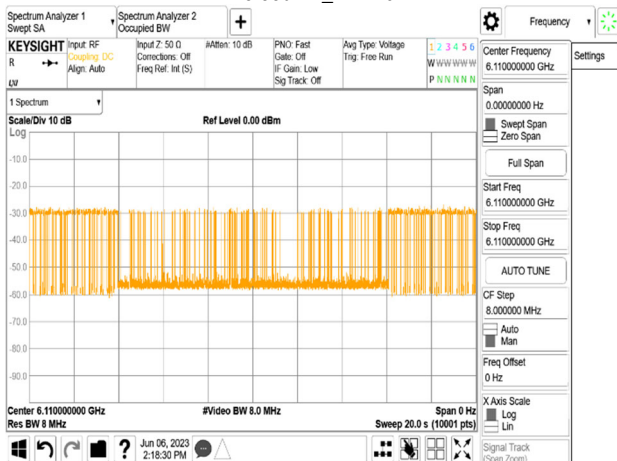 Spectrum Analyzer 1
Swept SA
Spectrum Analyzer 2
Occupied BW
+
Frequency
KEYSIGHT
R
Input: RF
Coupling: DC
Align: Auto
Input Z: 50 Ω
Corrections: Off
Freq Ref: Int (S)
#Atten: 10 dB
PNO: Fast
Gate: Off
IF Gain: Low
Sig Track: Off
Avg Type: Voltage
Trig: Free Run
1 2 3 4 5 6
W W W W W W
P N N N N N
1 Spectrum
Scale/Div 10 dB
Ref Level 0.00 dBm
Log
-10.0
-20.0
-30.0
-40.0
-50.0
-60.0
-70.0
-80.0
-90.0
Center 6.110000000 GHz
#Video BW 8.0 MHz
Span 0 Hz
Res BW 8 MHz
Sweep 20.0 s (10001 pts)
?
Jun 06, 2023
2:18:30 PM
Center Frequency
6.110000000 GHz
Settings
Span
0.00000000 Hz
Swept Span
Zero Span
Full Span
Start Freq
6.110000000 GHz
Stop Freq
6.110000000 GHz
AUTO TUNE
CF Step
8.000000 MHz
Auto
Man
Freq Offset
0 Hz
X Axis Scale
Log
Lin
Signal Track
(Span Zoom)